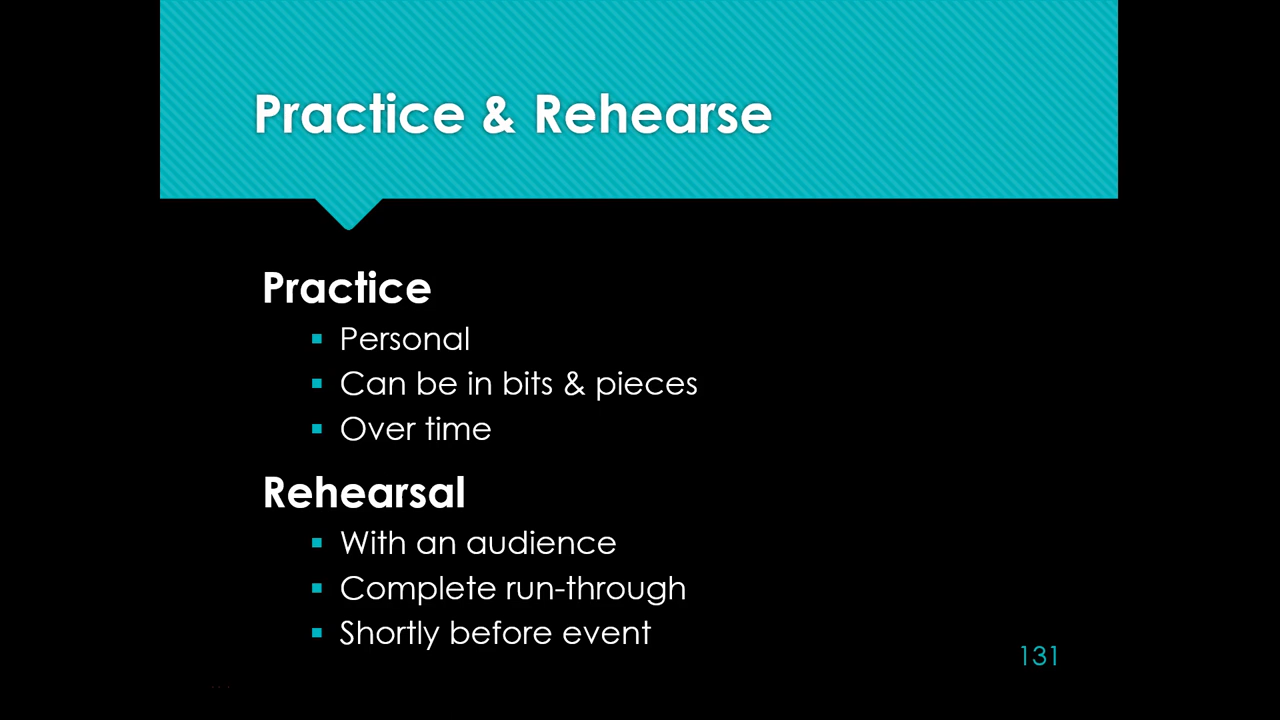 Practice & Rehearse
Practice
▪ Personal
▪ Can be in bits & pieces
▪ Over time
Rehearsal
▪ With an audience
▪ Complete run-through
▪ Shortly before event
131